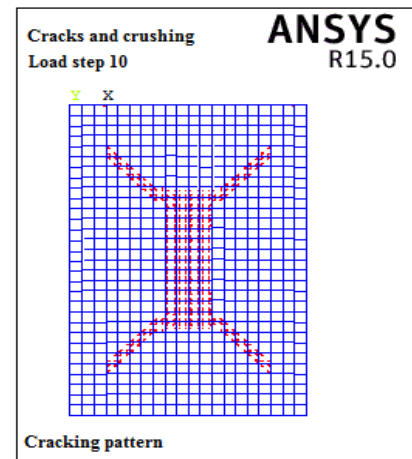 Cracks and crushing
Load step 10
ANSYS
R15.0
Y X
Cracking pattern